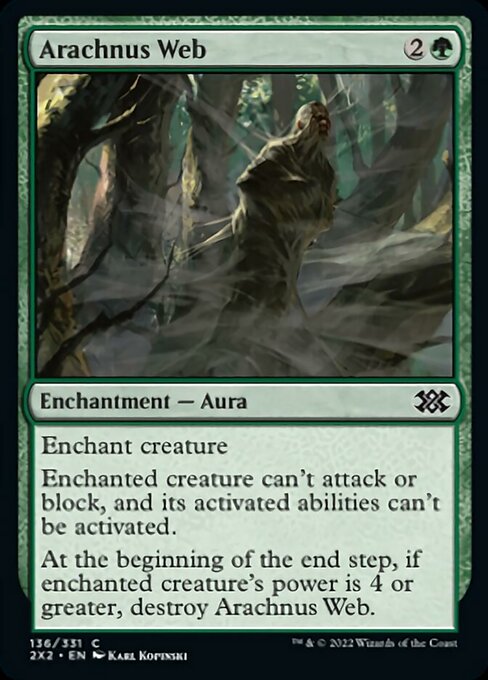 Arachnus Web 2
Enchantment — Aura
Enchant creature
Enchanted creature can't attack or
block, and its activated abilities can't
be activated.
At the beginning of the end step, if
enchanted creature's power is 4 or
greater, destroy Arachnus Web.
136/331 C
™ & © 2022 Wizards of the Coast
2X2 • EN Karl Kopinski